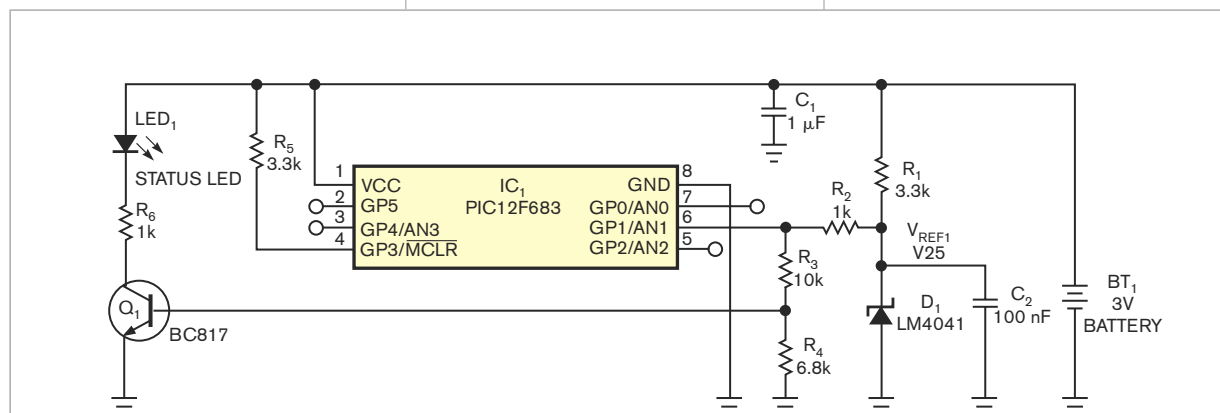 LED₁
STATUS LED
R₆
1k
Q₁
BC817
R₅
3.3k
1
VCC
2
GP5
3
GP4/AN3
4
GP3/MCLR
IC₁
PIC12F683
8
GND
7
GP0/AN0
6
GP1/AN1
5
GP2/AN2
C₁
1 μF
R₁
3.3k
R₂
1k
V_REF1
V25
R₃
10k
R₄
6.8k
D₁
LM4041
C₂
100 nF
BT₁
3V
BATTERY